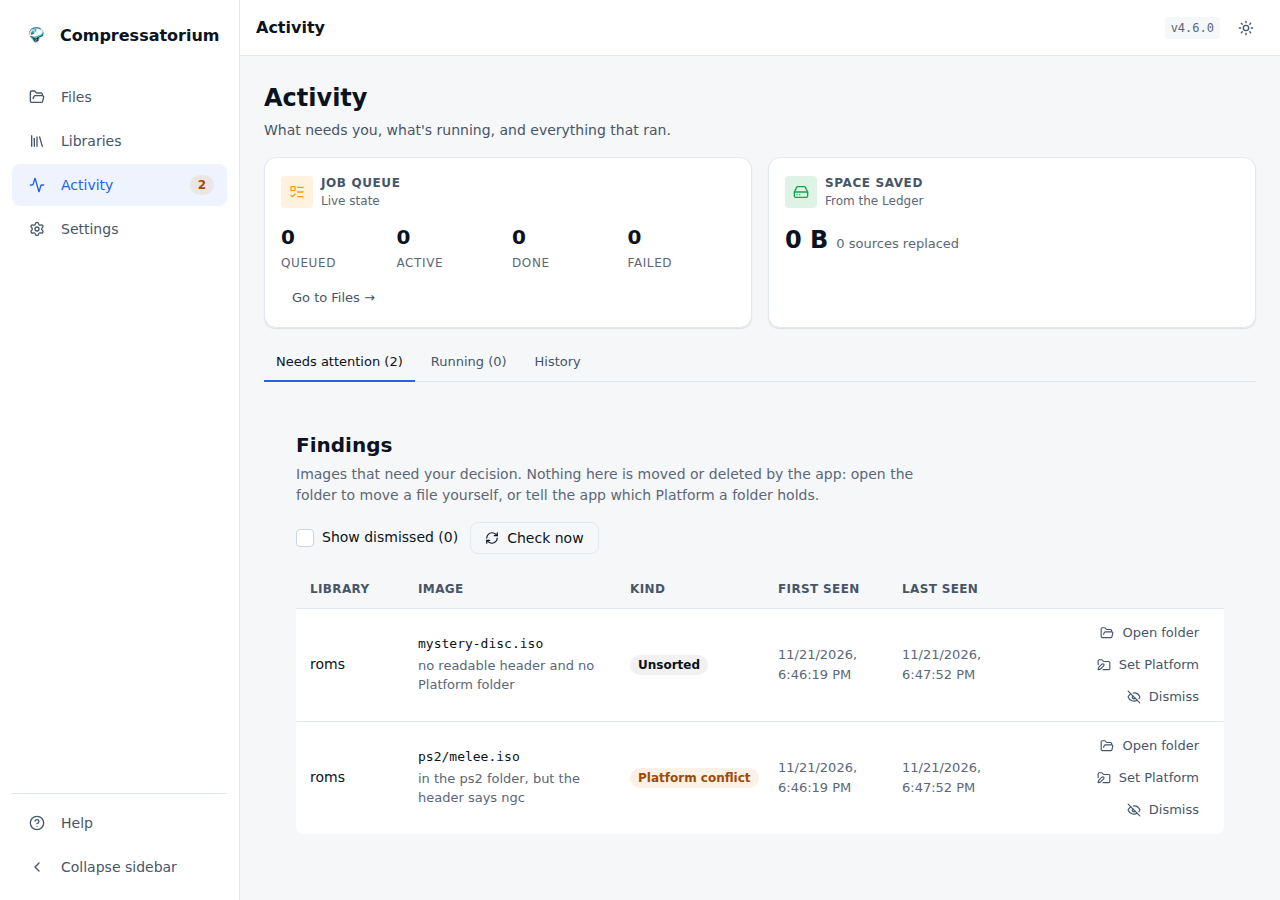 Compressatorium
Files
Libraries
Activity 2
Settings
Help
Collapse sidebar
Activity
v4.6.0
Activity
What needs you, what's running, and everything that ran.
JOB QUEUE
Live state
0 0 0 0
QUEUED ACTIVE DONE FAILED
Go to Files →
SPACE SAVED
From the Ledger
0 B 0 sources replaced
Needs attention (2) Running (0) History
Findings
Images that need your decision. Nothing here is moved or deleted by the app: open the
folder to move a file yourself, or tell the app which Platform a folder holds.
Show dismissed (0) Check now
LIBRARY IMAGE KIND FIRST SEEN LAST SEEN
roms
mystery-disc.iso
no readable header and no
Platform folder
Unsorted
11/21/2026,
6:46:19 PM
11/21/2026,
6:47:52 PM
Open folder
Set Platform
Dismiss
roms
ps2/melee.iso
in the ps2 folder, but the
header says ngc
Platform conflict
11/21/2026,
6:46:19 PM
11/21/2026,
6:47:52 PM
Open folder
Set Platform
Dismiss